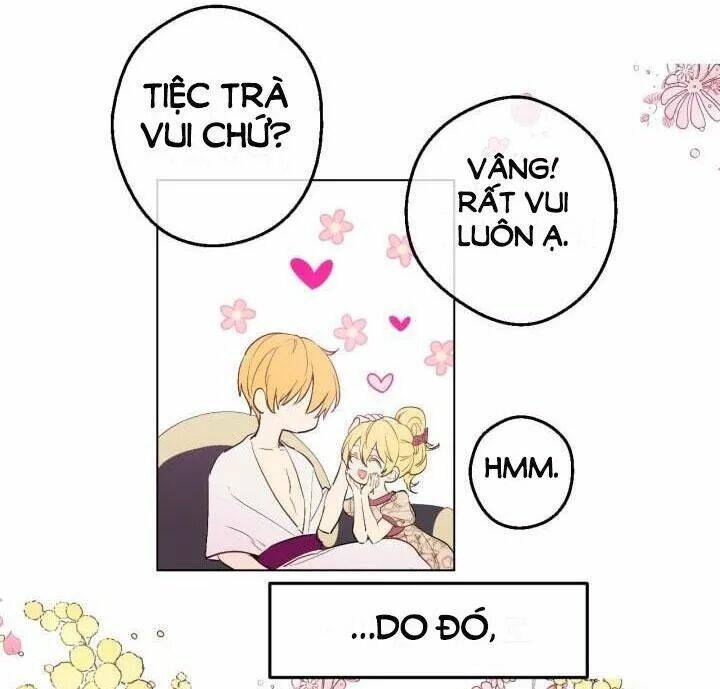 TIỆC TRÀ
VUI CHỨ?
VÂNG!
RẤT VUI
LUÔN Ạ.
HMM.
...DO ĐÓ,